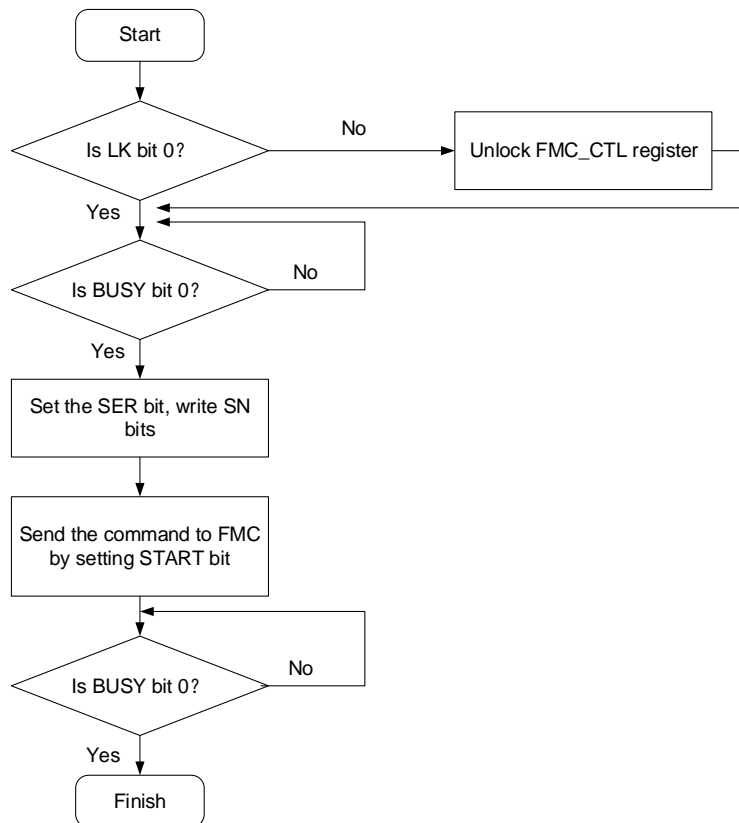 Start
Is LK bit 0?
No
Unlock FMC_CTL register
Yes
Is BUSY bit 0?
No
Yes
Set the SER bit, write SN
bits
Send the command to FMC
by setting START bit
Is BUSY bit 0?
No
Yes
Finish